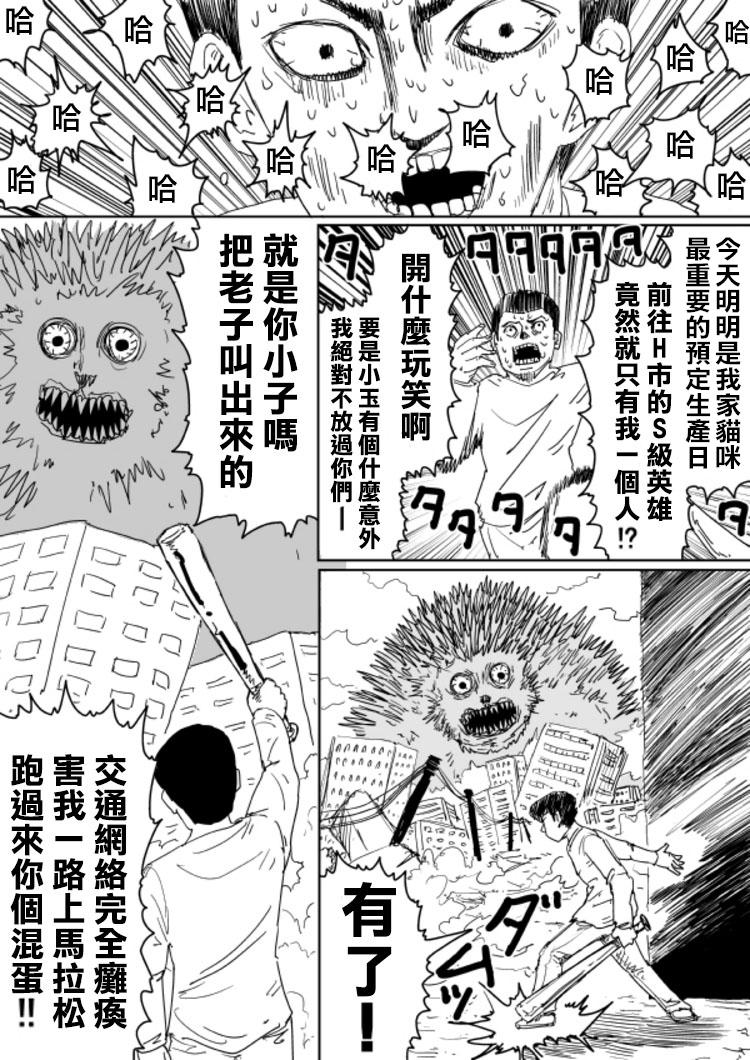 哈
哈
哈
哈
哈
哈
哈
哈
哈
哈
哈
哈
哈
哈
今天明明是我家貓咪
最重要的預定生產日
前往H市的S級英雄
竟然就只有我一個人!?
開什麼玩笑啊
要是小玉有個什麼意外
我絕對不放過你們ー
タタタタタ
タ
タ
タタタタ
有了！
ダムッ
就是你小子嗎
把老子叫出來的
交通網絡完全癱瘓
害我一路上馬拉松
跑過來你個混蛋!!